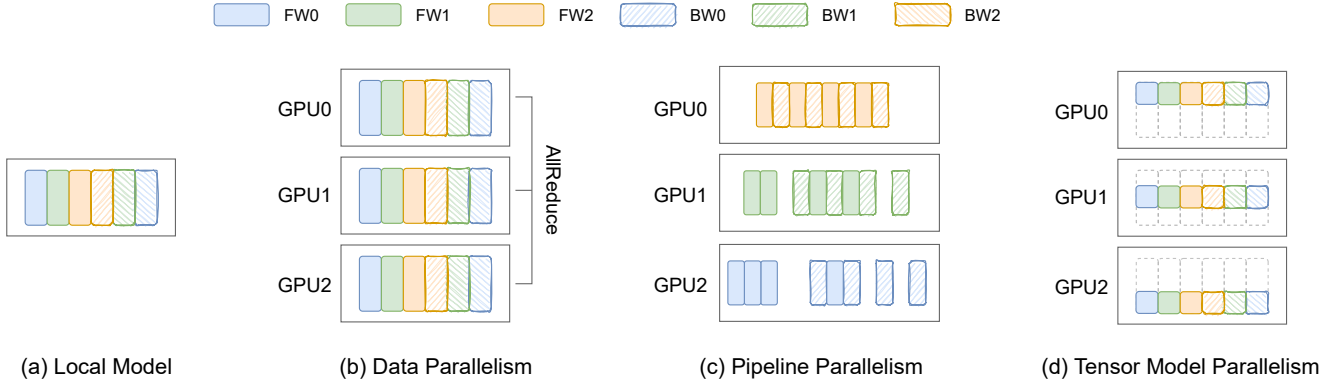 FW0 FW1 FW2 BW0 BW1 BW2
GPU0
GPU1
GPU2
AllReduce
GPU0
GPU1
GPU2
GPU0
GPU1
GPU2
(a) Local Model
(b) Data Parallelism
(c) Pipeline Parallelism
(d) Tensor Model Parallelism